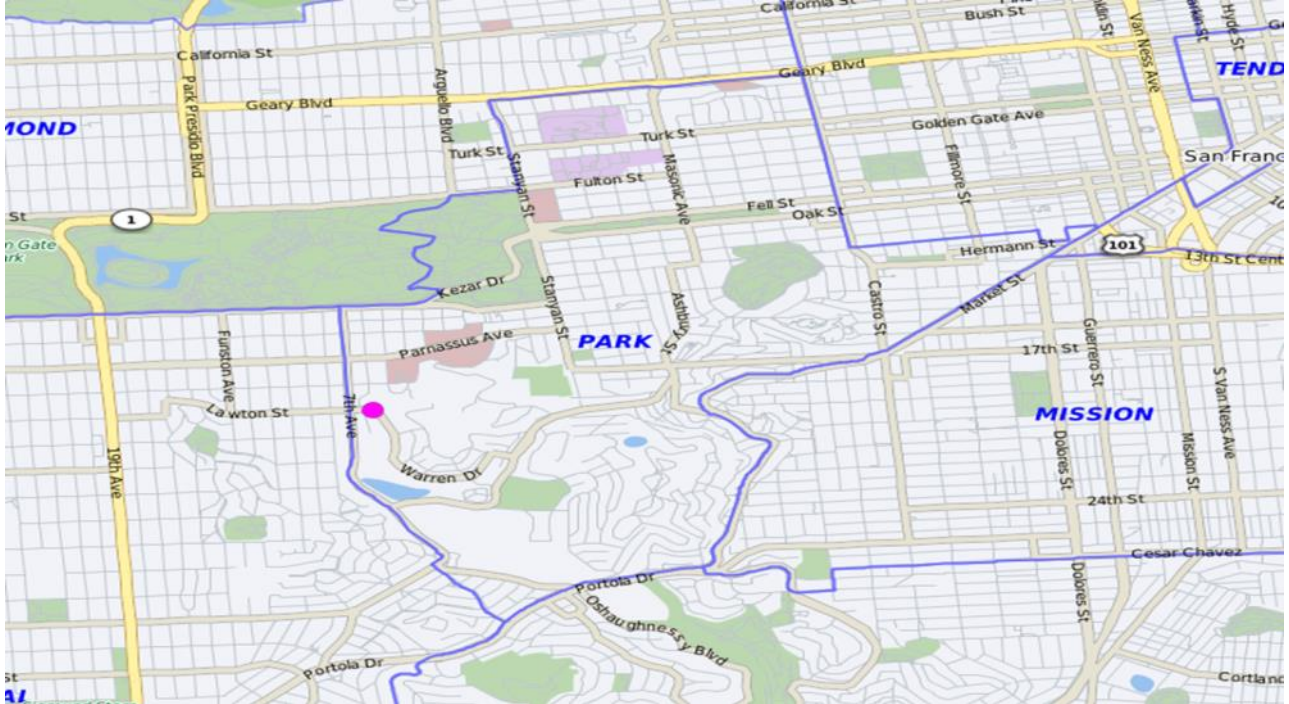 California St
Bush St
Van Ness Ave
Hyde St
California St
Geary Blvd
TEND
Park Presidio Blvd
Arguello Blvd
Geary Blvd
MOND
Golden Gate Ave
Turk St
Turk St
Fillmore St
San Franc
Stanyan St
Masonic Ave
Fulton St
Fell St
Oak St
St
1
n Gate
ark
Hermann St
101
13th St Cent
Kezar Dr
Market St
Castro St
Stanyan St
Ashbury St
Guerrero St
Funston Ave
Parnassus Ave
PARK
17th St
S Van Ness Ave
Lawton St
7th Ave
MISSION
19th Ave
Warren Dr
Dolores St
Mission St
24th St
Cesar Chavez
Portola Dr
Dolores St
Oshaughnessy Blvd
Portola Dr
St
Cortland
AL